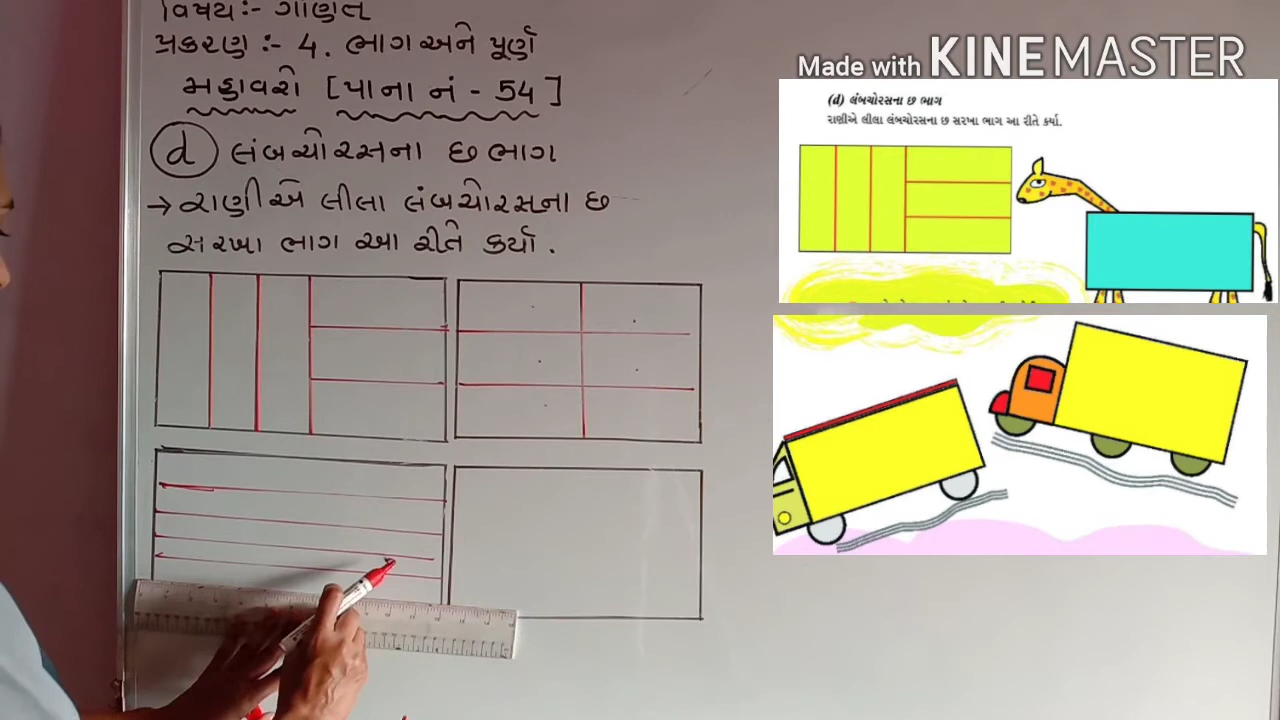 વિષય:- ગણિત
પ્રકરણ :- 4. ભાગ અને પૂર્ણ
મહાવરો [પાના નં - 54]
d લંબચોરસના છ ભાગ
→ રાણીએ લીલા લંબચોરસના છ
સરખા ભાગ આ રીતે કર્યા.
Made with KINEMASTER
(d) લંબચોરસના છ ભાગ
રાણીએ લીલા લંબચોરસના છ સરખા ભાગ આ રીતે કર્યા.